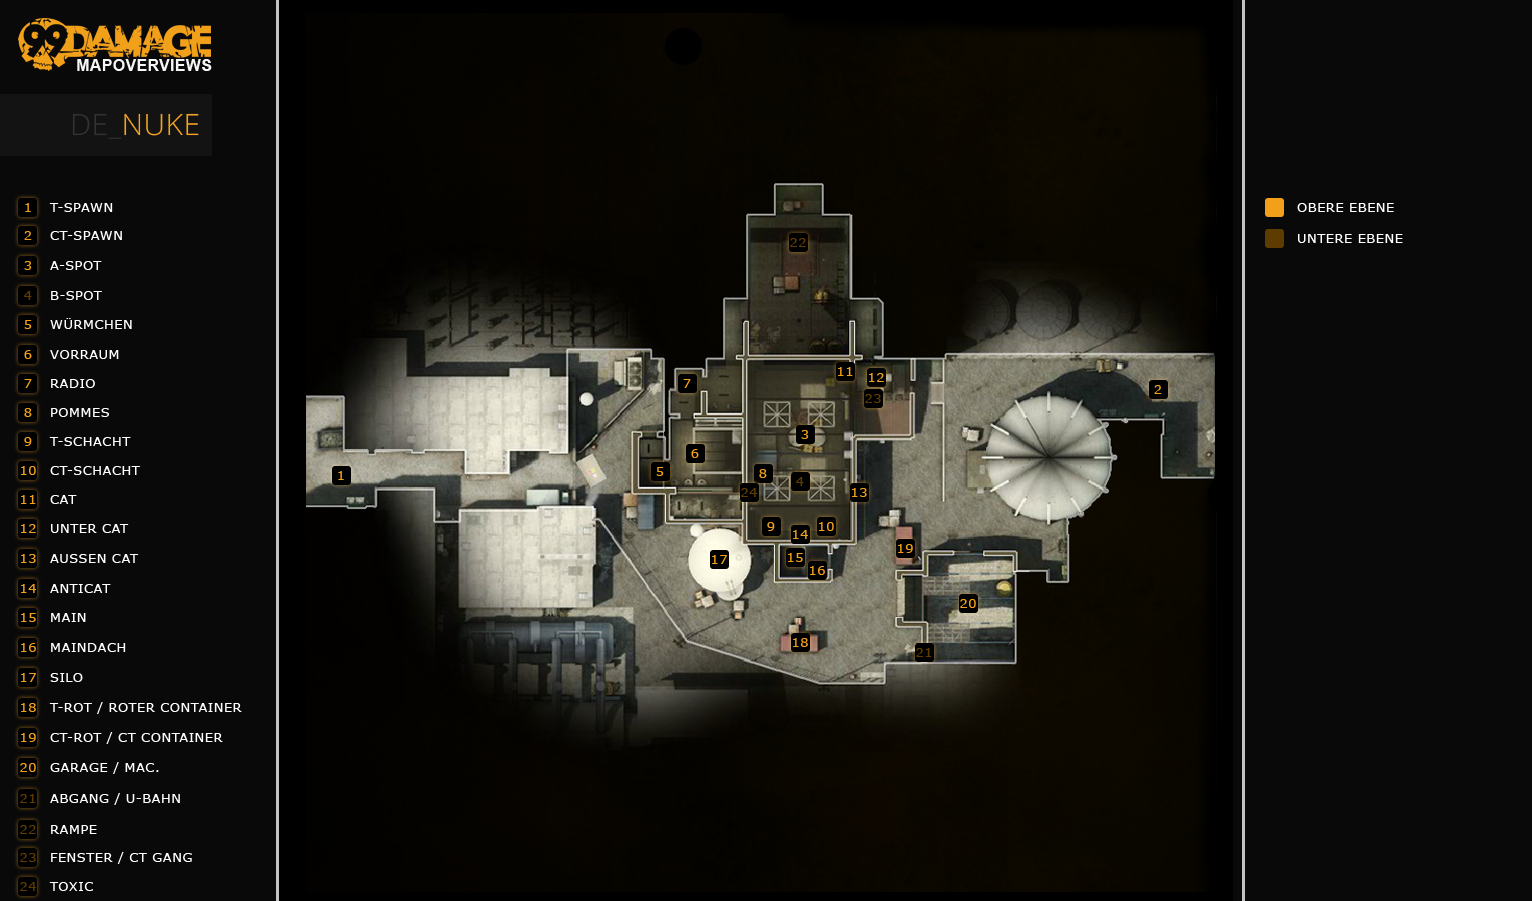 99DAMAGE
MAPOVERVIEWS
DE_NUKE
1 T-SPAWN
2 CT-SPAWN
3 A-SPOT
4 B-SPOT
5 WÜRMCHEN
6 VORRAUM
7 RADIO
8 POMMES
9 T-SCHACHT
10 CT-SCHACHT
11 CAT
12 UNTER CAT
13 AUSSEN CAT
14 ANTICAT
15 MAIN
16 MAINDACH
17 SILO
18 T-ROT / ROTER CONTAINER
19 CT-ROT / CT CONTAINER
20 GARAGE / MAC.
21 ABGANG / U-BAHN
22 RAMPE
23 FENSTER / CT GANG
24 TOXIC
22
11
12
7
2
23
3
6
5
8
4
1
24
13
9
10
14
19
15
17
16
20
18
21
OBERE EBENE
UNTERE EBENE